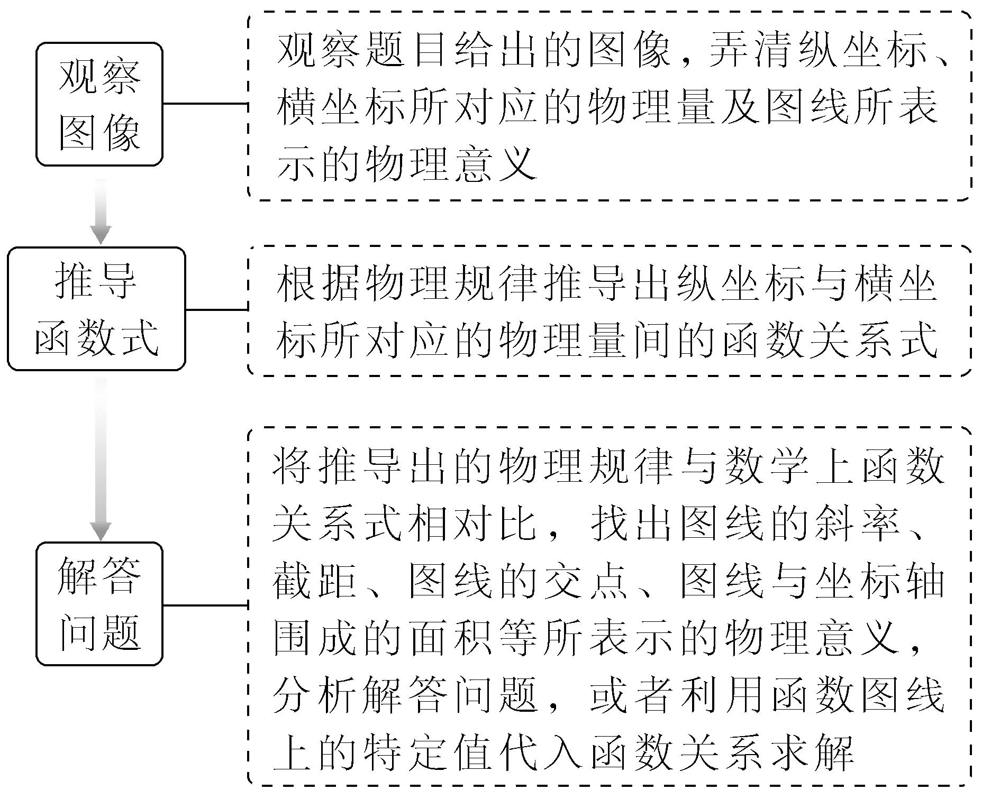 观察
图像
观察题目给出的图像，弄清纵坐标、
横坐标所对应的物理量及图线所表
示的物理意义
推导
函数式
根据物理规律推导出纵坐标与横坐
标所对应的物理量间的函数关系式
解答
问题
将推导出的物理规律与数学上函数
关系式相对比，找出图线的斜率、
截距、图线的交点、图线与坐标轴
围成的面积等所表示的物理意义，
分析解答问题，或者利用函数图线
上的特定值代入函数关系求解